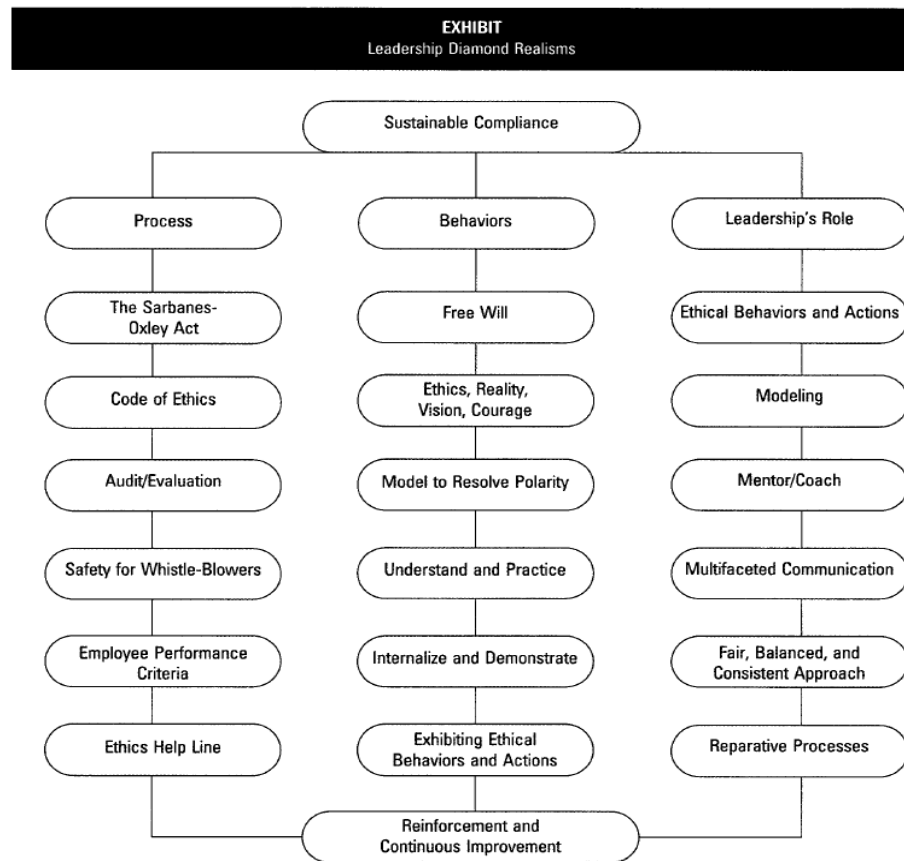 EXHIBIT
Leadership Diamond Realisms
Sustainable Compliance
Process
Behaviors
Leadership's Role
The Sarbanes-
Oxley Act
Free Will
Ethical Behaviors and Actions
Code of Ethics
Ethics, Reality,
Vision, Courage
Modeling
Audit/Evaluation
Model to Resolve Polarity
Mentor/Coach
Safety for Whistle-Blowers
Understand and Practice
Multifaceted Communication
Employee Performance
Criteria
Internalize and Demonstrate
Fair, Balanced, and
Consistent Approach
Ethics Help Line
Exhibiting Ethical
Behaviors and Actions
Reparative Processes
Reinforcement and
Continuous Improvement